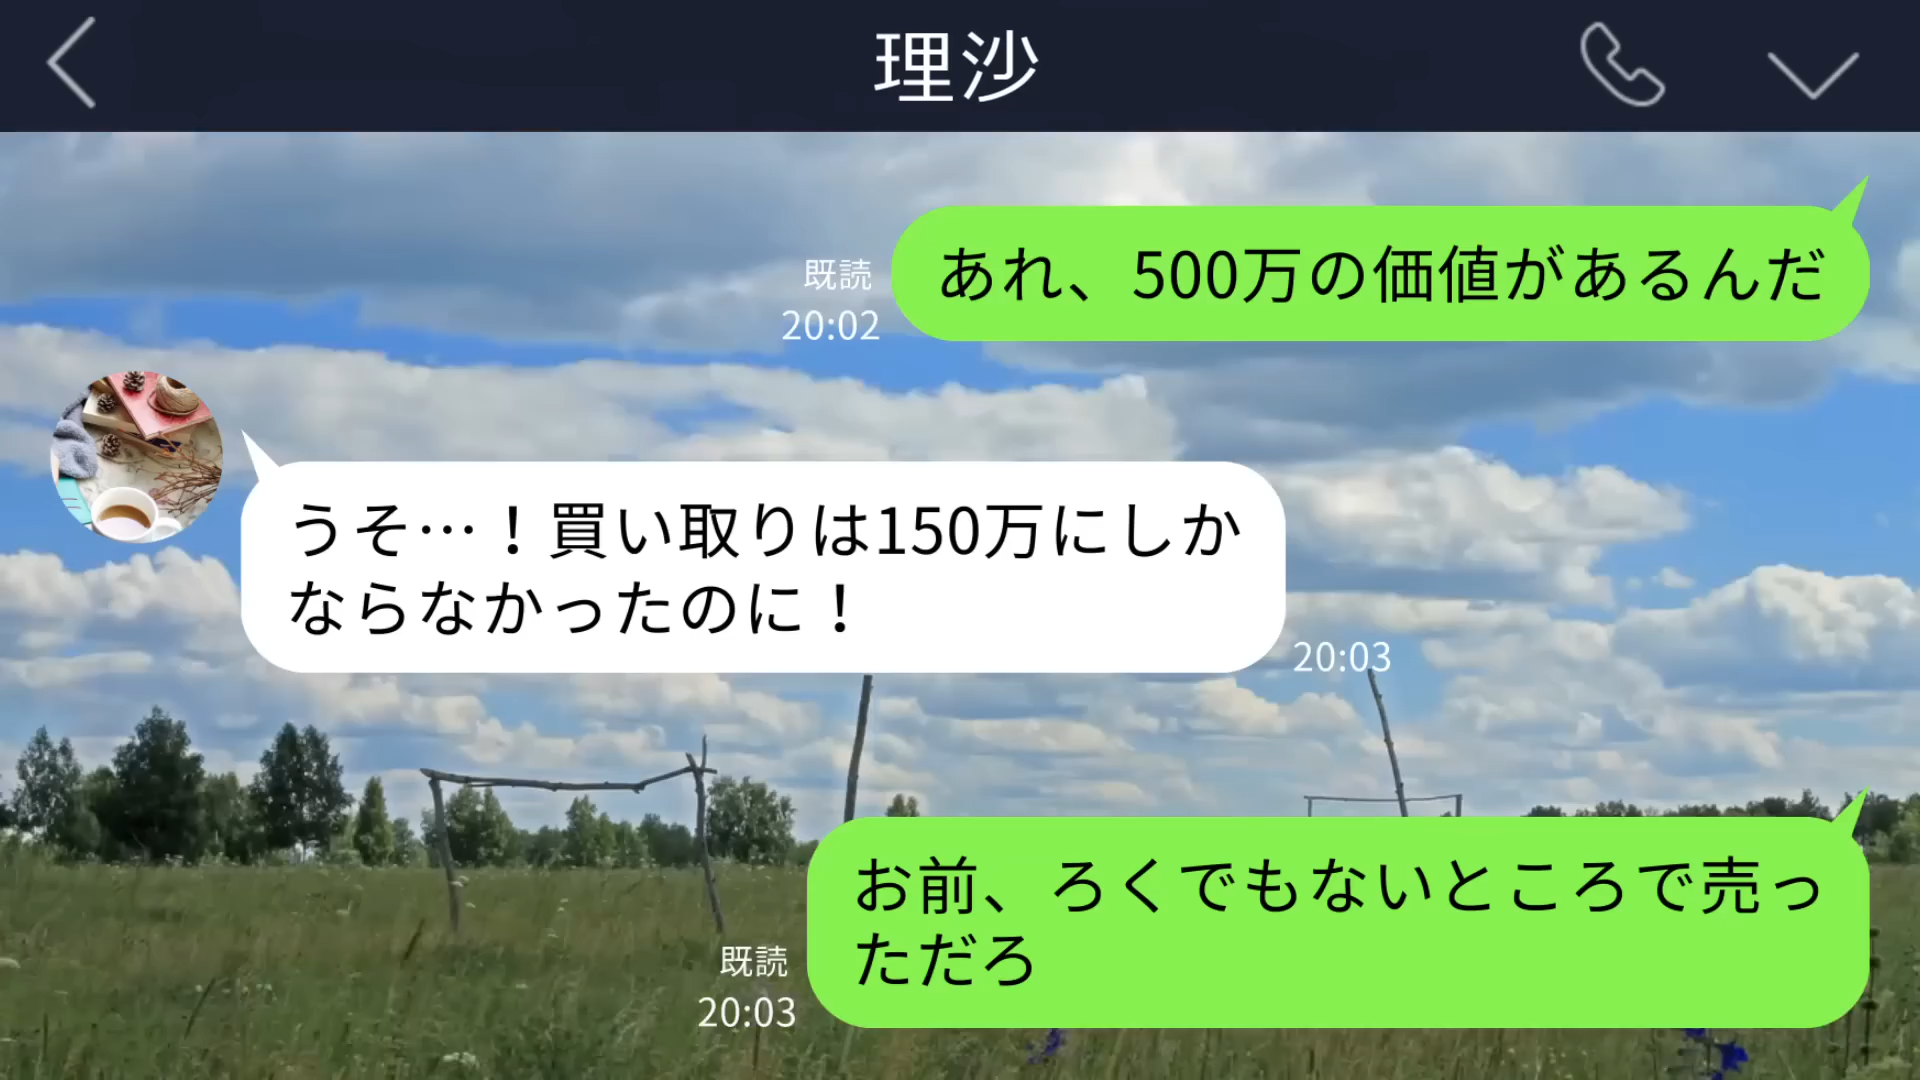 理沙
あれ、500万の価値があるんだ
既読
20:02
うそ…！買い取りは150万にしか
ならなかったのに！
20:03
お前、ろくでもないところで売っ
ただろ
既読
20:03